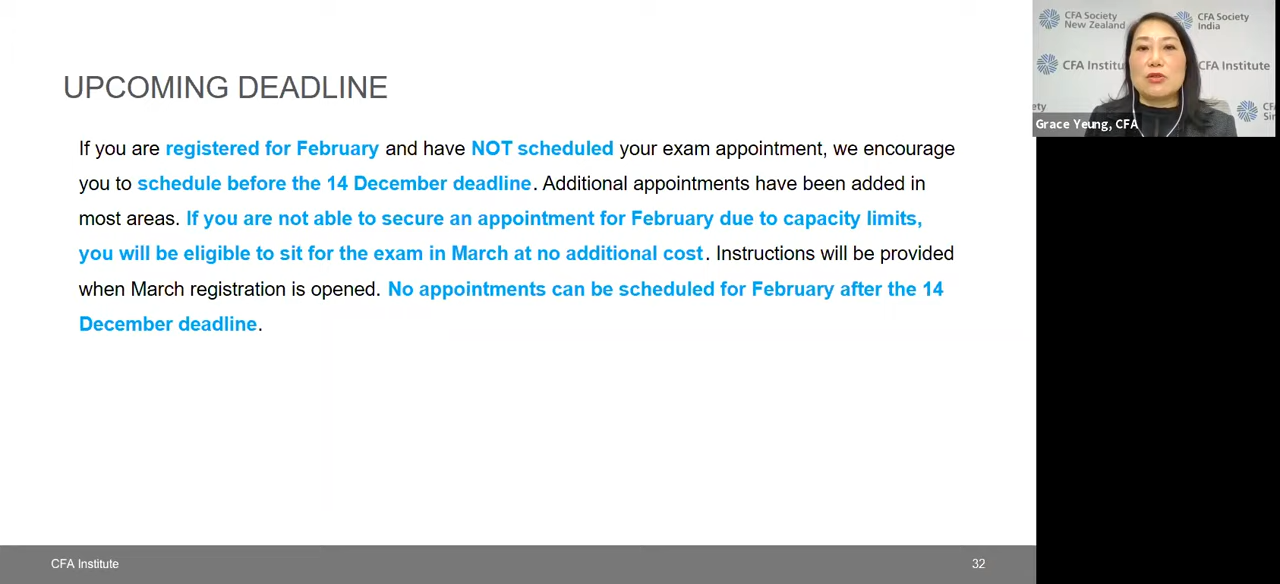 UPCOMING DEADLINE
If you are registered for February and have NOT scheduled your exam appointment, we encourage
you to schedule before the 14 December deadline. Additional appointments have been added in
most areas. If you are not able to secure an appointment for February due to capacity limits,
you will be eligible to sit for the exam in March at no additional cost. Instructions will be provided
when March registration is opened. No appointments can be scheduled for February after the 14
December deadline.
CFA Institute
32
CFA Society
New Zealand
CFA Society
India
CFA Institu
CFA Institute
ety
CF
Sin
Grace Yeung, CFA